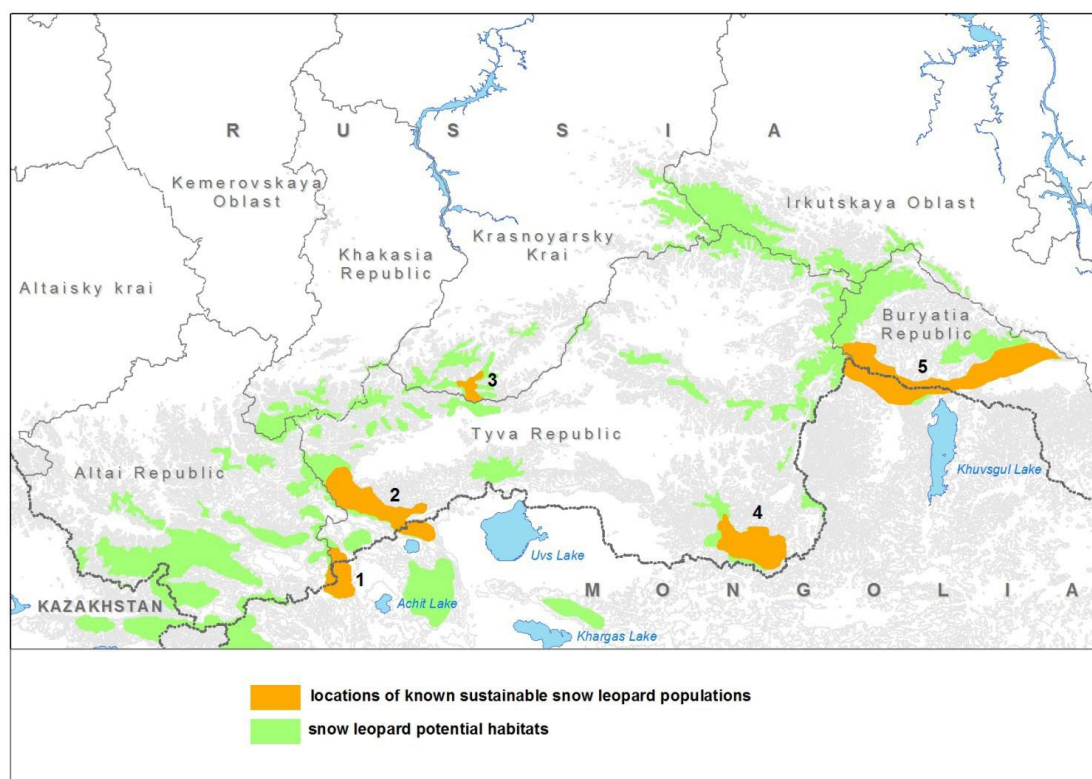 R U S S I A
Kemerovskaya
Oblast
Irkutskaya Oblast
Krasnoyarsky
Krai
Khakasia
Republic
Altaisky krai
Buryatia
Republic
3
5
Tyva Republic
Khuvsgul Lake
Altai Republic
2
4
Uvs Lake
1
M O N G O L I A
KAZAKHSTAN
Achit Lake
Khargas Lake
locations of known sustainable snow leopard populations
snow leopard potential habitats